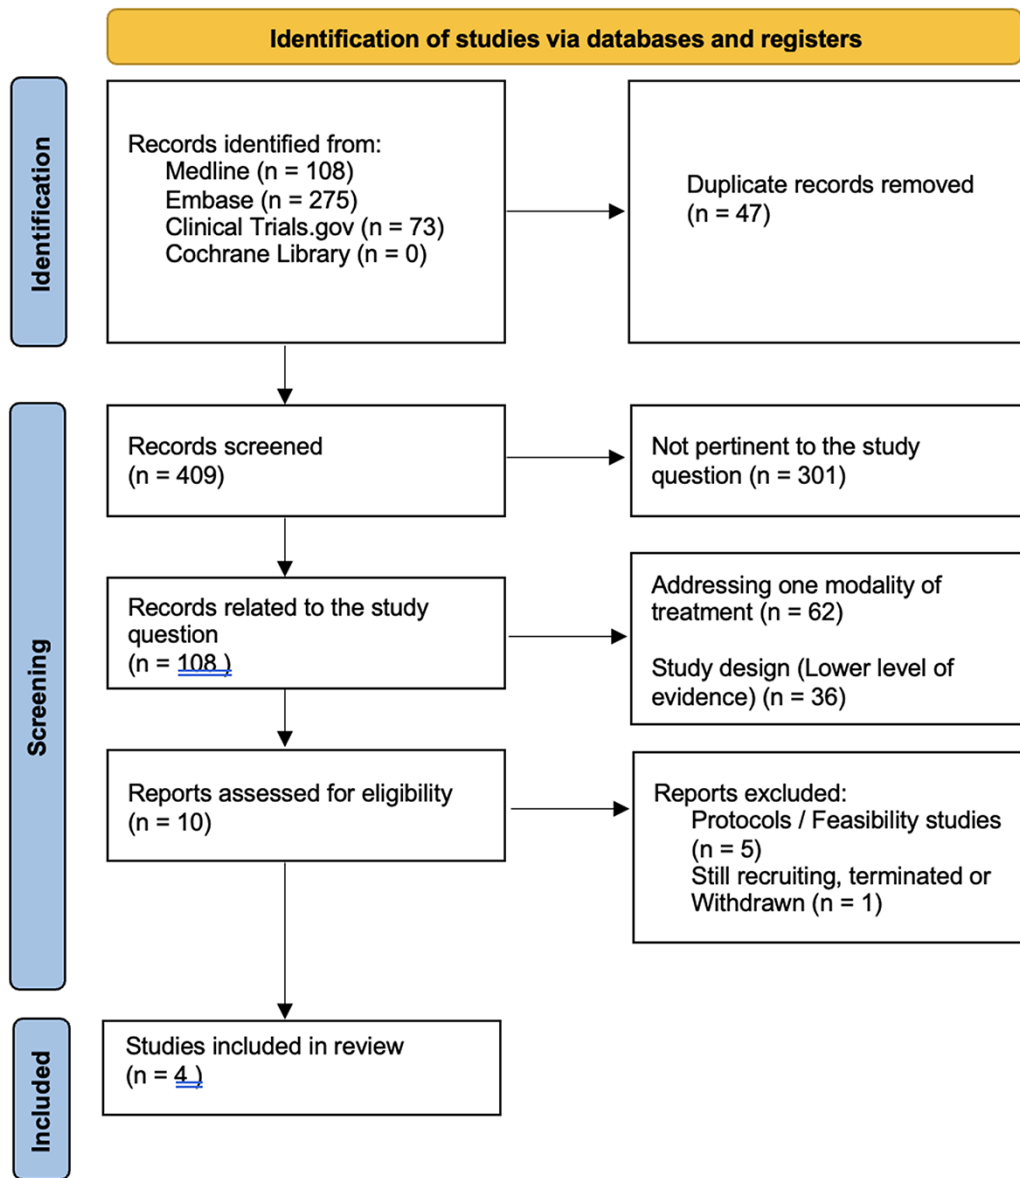 Identification of studies via databases and registers
Identification
Records identified from:
Medline (n = 108)
Embase (n = 275)
Clinical Trials.gov (n = 73)
Cochrane Library (n = 0)
Duplicate records removed
(n = 47)
Screening
Records screened
(n = 409)
Not pertinent to the study
question (n = 301)
Records related to the study
question
(n = 108 )
Addressing one modality of
treatment (n = 62)
Study design (Lower level of
evidence) (n = 36)
Reports assessed for eligibility
(n = 10)
Reports excluded:
Protocols / Feasibility studies
(n = 5)
Still recruiting, terminated or
Withdrawn (n = 1)
Included
Studies included in review
(n = 4 )